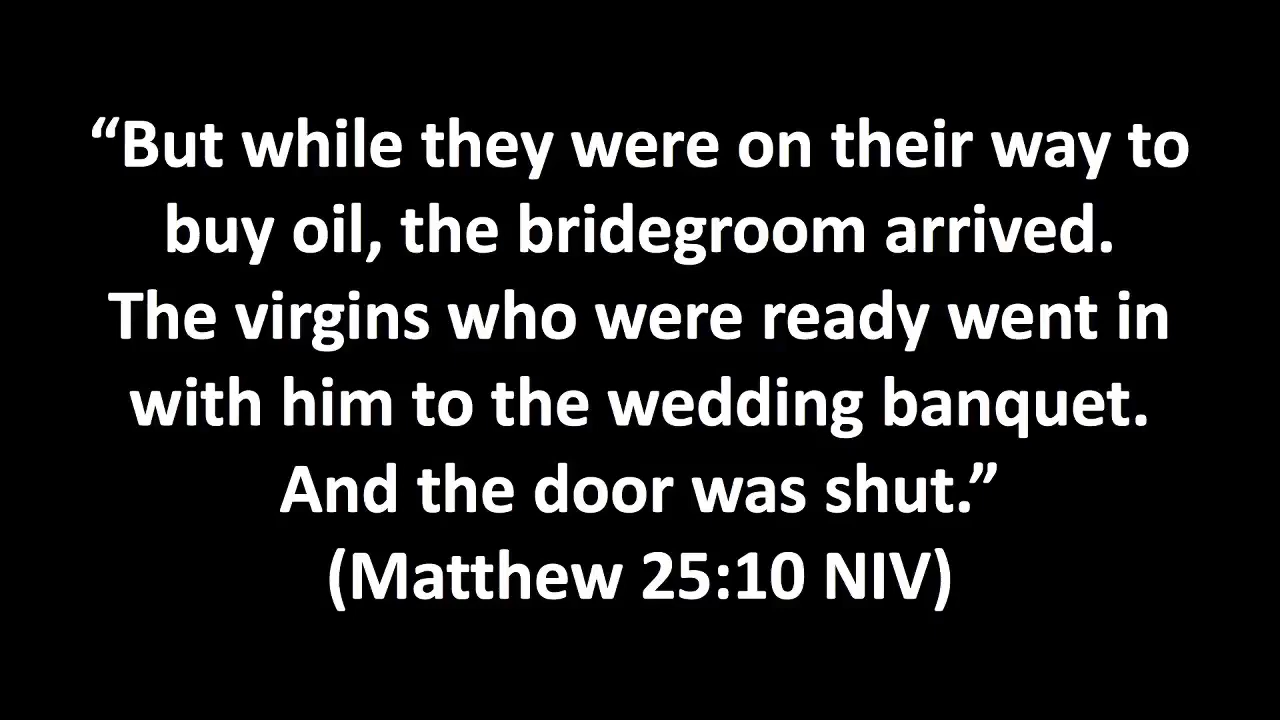 “But while they were on their way to
buy oil, the bridegroom arrived.
The virgins who were ready went in
with him to the wedding banquet.
And the door was shut.”
(Matthew 25:10 NIV)